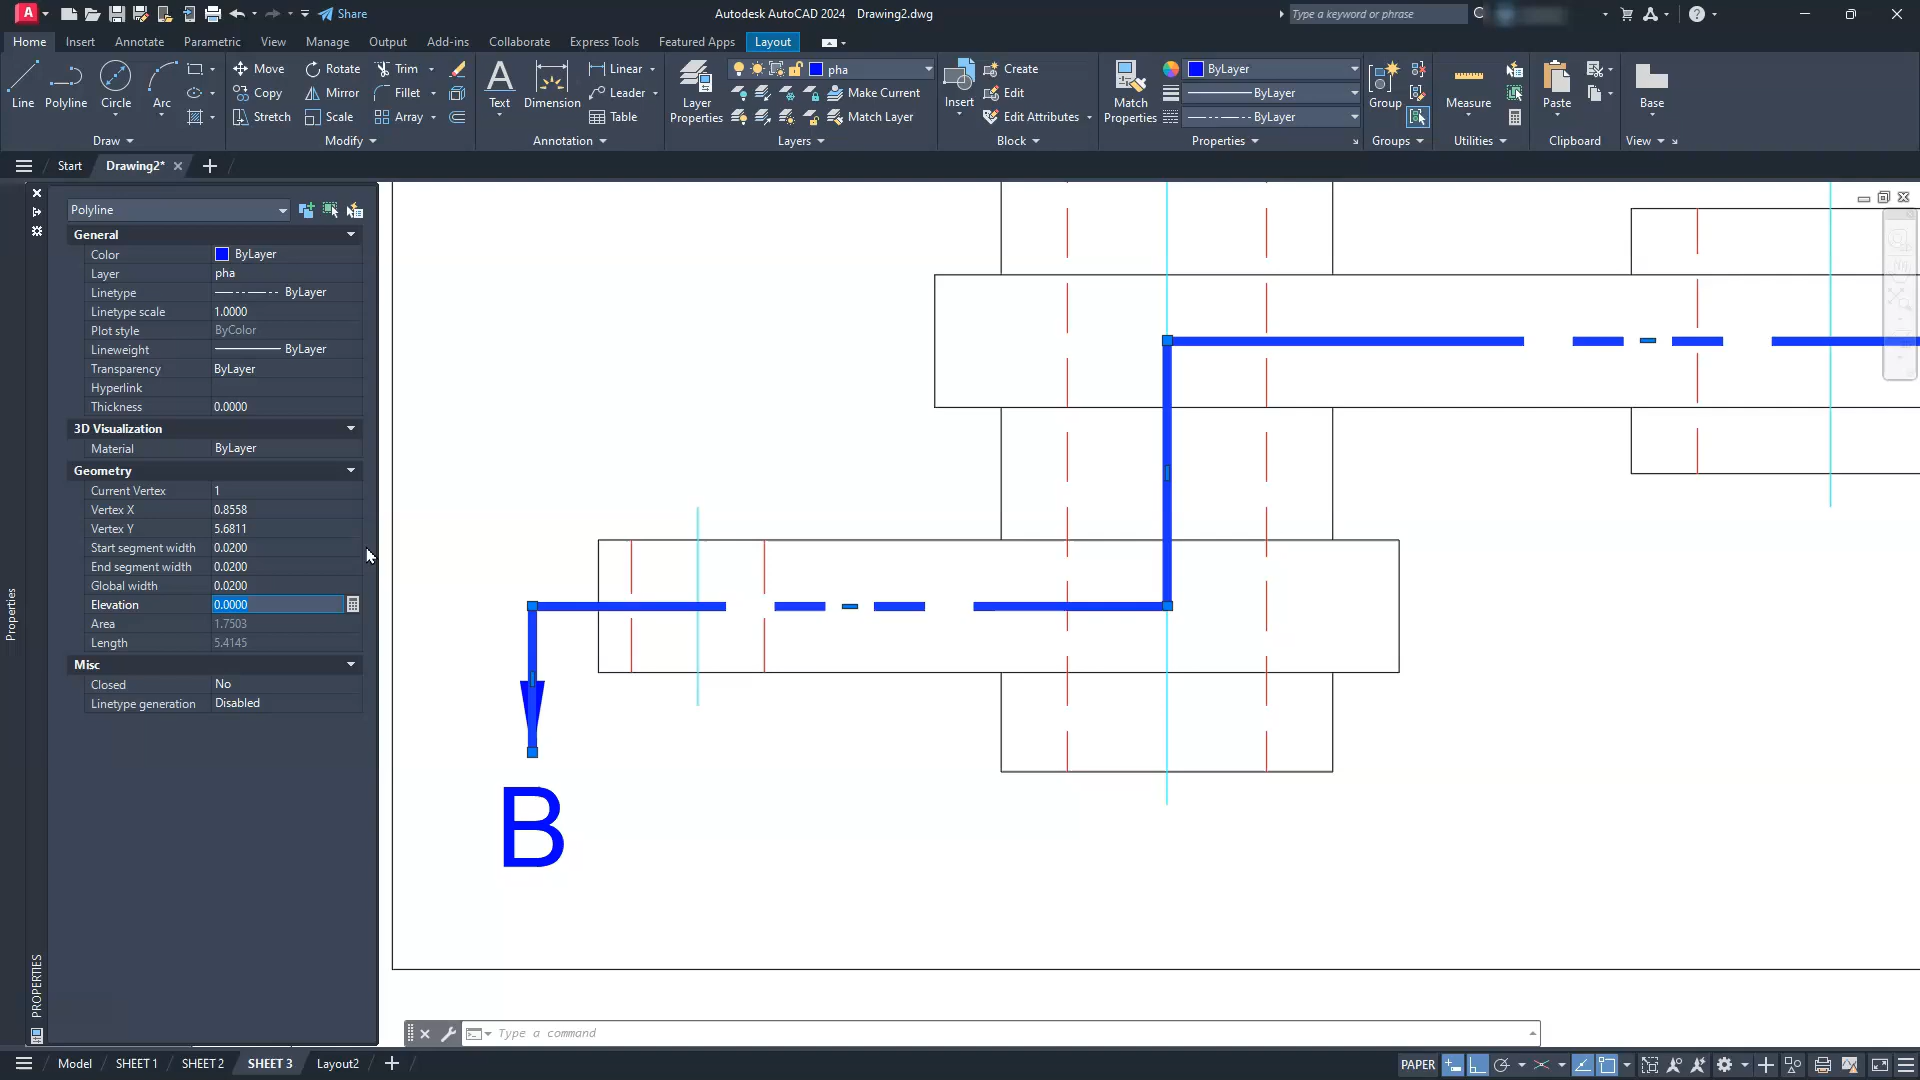 A Share Autodesk AutoCAD 2024 Drawing2.dwg Type a keyword or phrase
Home Insert Annotate Parametric View Manage Output Add-ins Collaborate Express Tools Featured Apps Layout
Line Polyline Circle Arc
Move Rotate Trim
Copy Mirror Fillet
Stretch Scale Array
Text Dimension
Linear
Leader
Table
Layer Properties
pha
Make Current
Match Layer
Insert
Create
Edit
Edit Attributes
Match Properties
ByLayer
ByLayer
ByLayer
Group
Measure
Paste
Base
Draw Modify Annotation Layers Block Properties Groups Utilities Clipboard View
Start Drawing2*
Polyline
General
Color ByLayer
Layer pha
Linetype ByLayer
Linetype scale 1.0000
Plot style ByColor
Lineweight ByLayer
Transparency ByLayer
Hyperlink
Thickness 0.0000
3D Visualization
Material ByLayer
Geometry
Current Vertex 1
Vertex X 0.8558
Vertex Y 5.6811
Start segment width 0.0200
End segment width 0.0200
Global width 0.0200
Elevation 0.0000
Area 1.7503
Length 5.4145
Misc
Closed No
Linetype generation Disabled
Properties
PROPERTIES
B
Type a command
Model SHEET 1 SHEET 2 SHEET 3 Layout2 PAPER